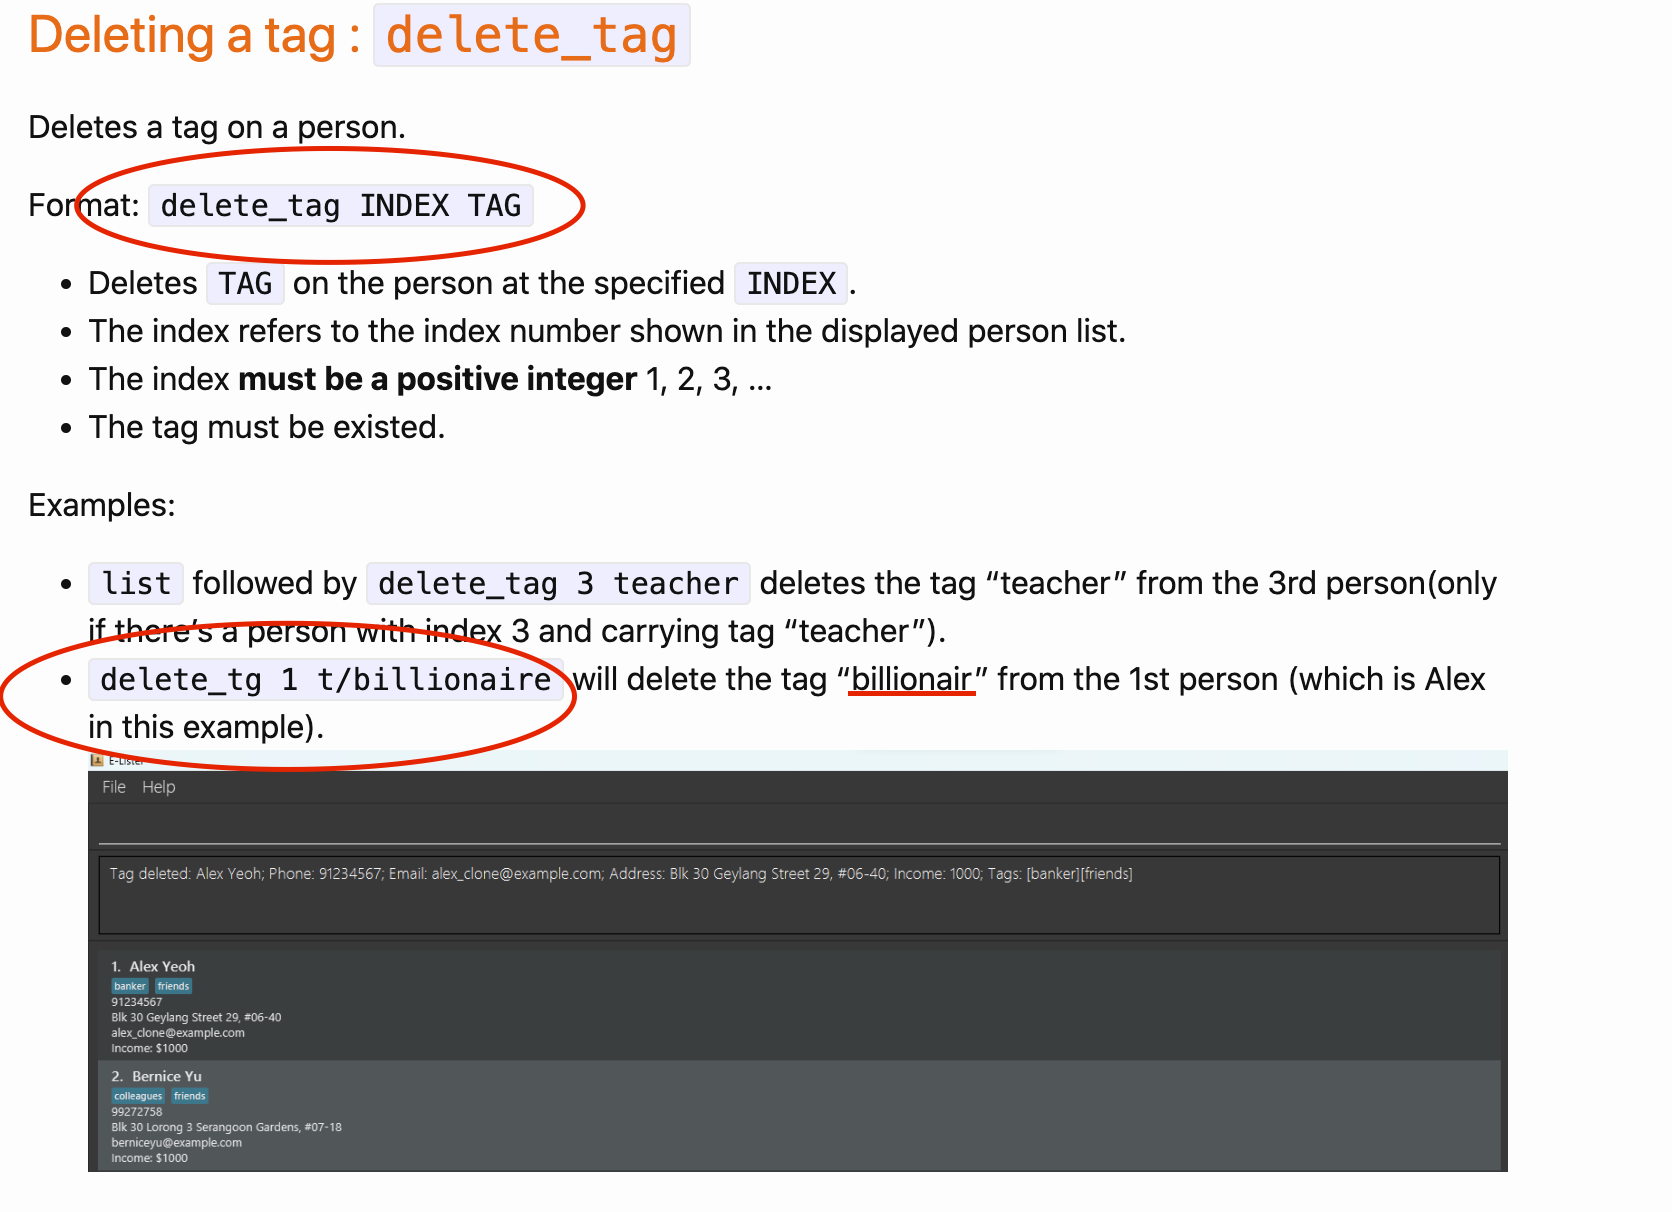 Deleting a tag : delete_tag
Deletes a tag on a person.
Format: delete_tag INDEX TAG
• Deletes TAG on the person at the specified INDEX.
• The index refers to the index number shown in the displayed person list.
• The index must be a positive integer 1, 2, 3, …
• The tag must be existed.
Examples:
• list followed by delete_tag 3 teacher deletes the tag “teacher” from the 3rd person(only
if there’s a person with index 3 and carrying tag “teacher”).
• delete_tg 1 t/billionaire will delete the tag “billionair” from the 1st person (which is Alex
in this example).
E-Lister
File Help
Tag deleted: Alex Yeoh; Phone: 91234567; Email: alex_clone@example.com; Address: Blk 30 Geylang Street 29, #06-40; Income: 1000; Tags: [banker][friends]
1. Alex Yeoh
banker friends
91234567
Blk 30 Geylang Street 29, #06-40
alex_clone@example.com
Income: $1000
2. Bernice Yu
colleagues friends
99272758
Blk 30 Lorong 3 Serangoon Gardens, #07-18
berniceyu@example.com
Income: $1000